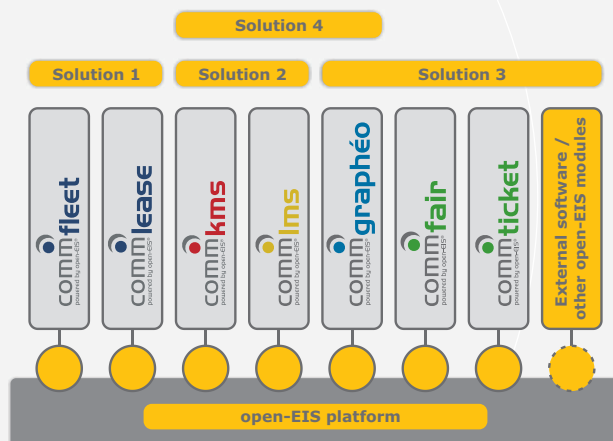 Solution 4
Solution 1
Solution 2
Solution 3
commfleet
powered by open-EIS®
commlease
powered by open-EIS®
commkms
powered by open-EIS®
commlms
powered by open-EIS®
commgraphéo
powered by open-EIS®
commfair
powered by open-EIS®
commticket
powered by open-EIS®
External software /
other open-EIS modules
open-EIS platform